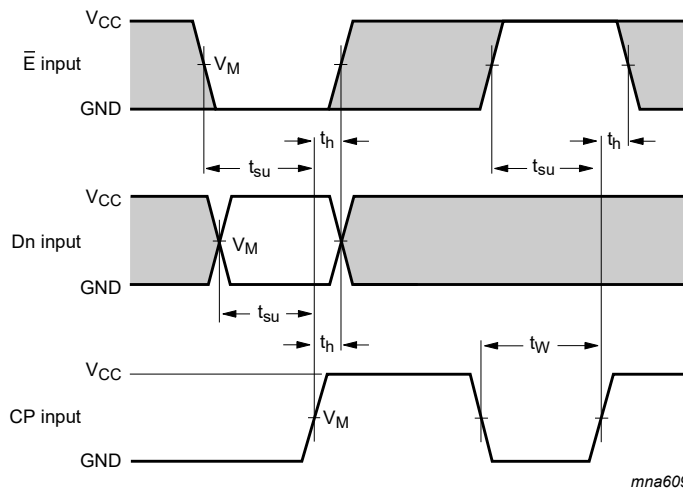 VCC
E̅ input
VM
GND
th
th
tsu
tsu
VCC
Dn input
VM
GND
tsu
th
tW
VCC
CP input
VM
GND
mna609